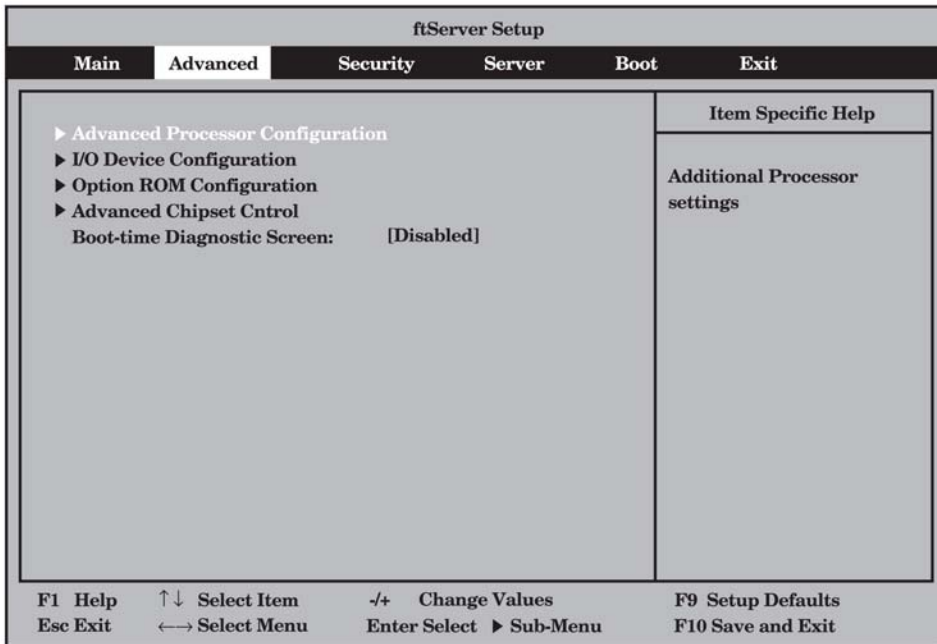 ftServer Setup
Main Advanced Security Server Boot Exit
▶ Advanced Processor Configuration
▶ I/O Device Configuration
▶ Option ROM Configuration
▶ Advanced Chipset Cntrol
Boot-time Diagnostic Screen: [Disabled]
Item Specific Help
Additional Processor
settings
F1 Help ↑↓ Select Item -/+ Change Values F9 Setup Defaults
Esc Exit ←→ Select Menu Enter Select ▶ Sub-Menu F10 Save and Exit